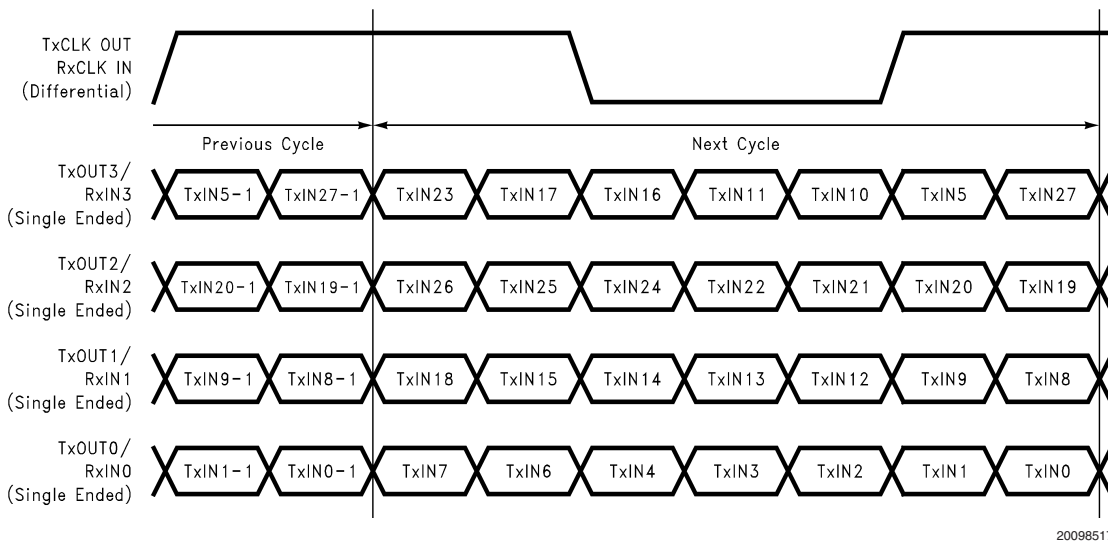 TxCLK OUT
RxCLK IN
(Differential)
Previous Cycle
Next Cycle
TxOUT3/
RxIN3
(Single Ended)
TxIN5-1 TxIN27-1 TxIN23 TxIN17 TxIN16 TxIN11 TxIN10 TxIN5 TxIN27
TxOUT2/
RxIN2
(Single Ended)
TxIN20-1 TxIN19-1 TxIN26 TxIN25 TxIN24 TxIN22 TxIN21 TxIN20 TxIN19
TxOUT1/
RxIN1
(Single Ended)
TxIN9-1 TxIN8-1 TxIN18 TxIN15 TxIN14 TxIN13 TxIN12 TxIN9 TxIN8
TxOUT0/
RxIN0
(Single Ended)
TxIN1-1 TxIN0-1 TxIN7 TxIN6 TxIN4 TxIN3 TxIN2 TxIN1 TxIN0